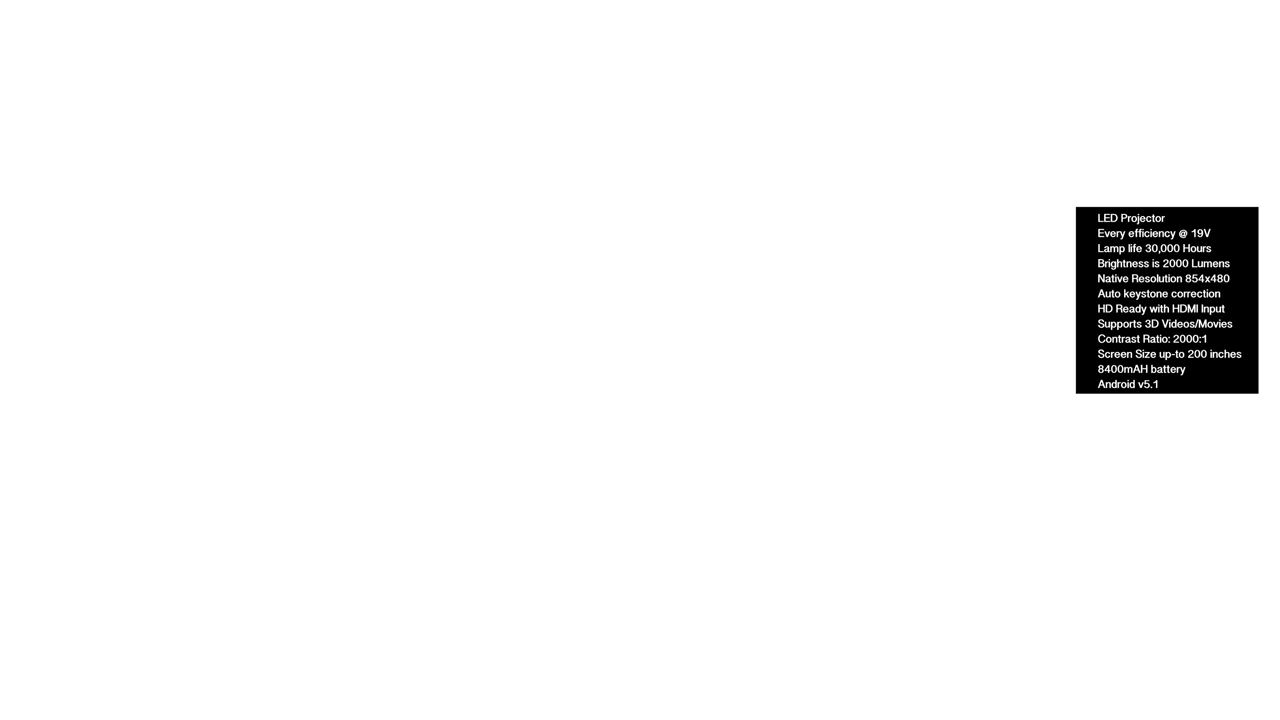 LED Projector
Every efficiency @ 19V
Lamp life 30,000 Hours
Brightness is 2000 Lumens
Native Resolution 854x480
Auto keystone correction
HD Ready with HDMI Input
Supports 3D Videos/Movies
Contrast Ratio: 2000:1
Screen Size up-to 200 inches
8400mAH battery
Android v5.1